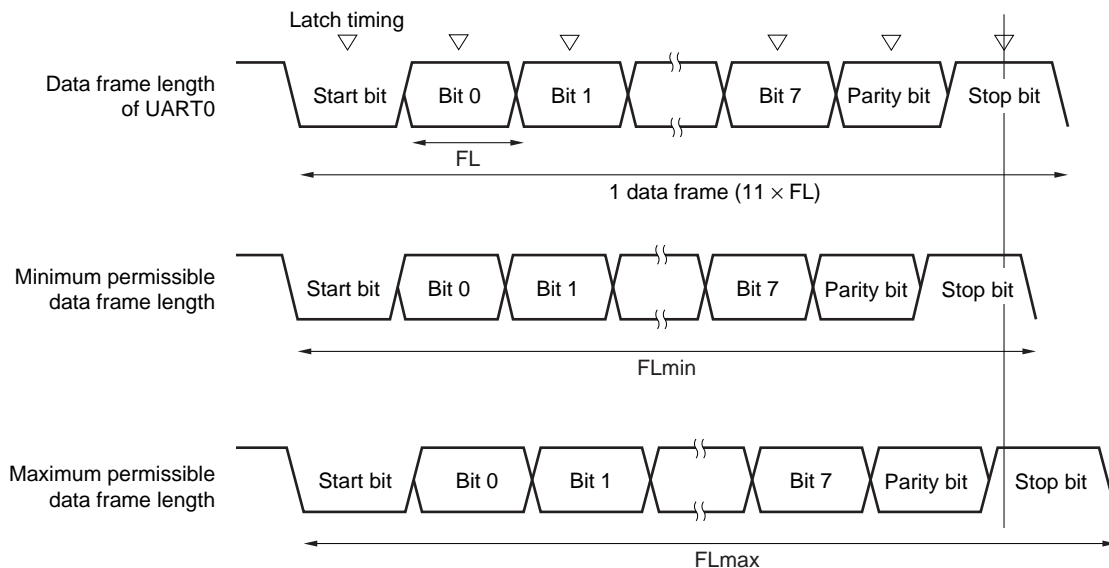 Latch timing
Data frame length
of UART0
Start bit
Bit 0
Bit 1
Bit 7
Parity bit
Stop bit
FL
1 data frame (11 × FL)
Minimum permissible
data frame length
Start bit
Bit 0
Bit 1
Bit 7
Parity bit
Stop bit
FLmin
Maximum permissible
data frame length
Start bit
Bit 0
Bit 1
Bit 7
Parity bit
Stop bit
FLmax